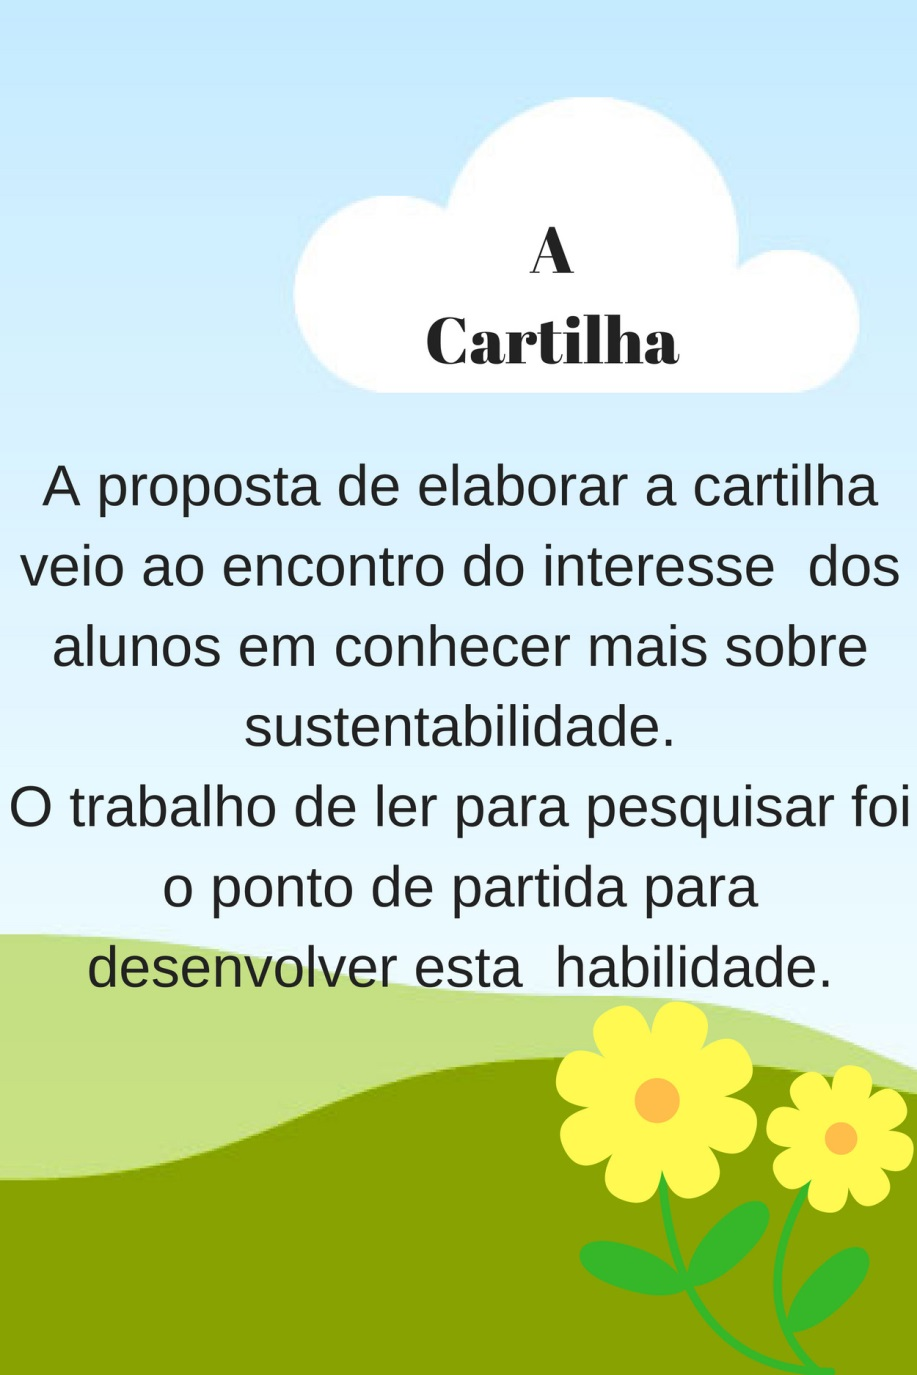 A
Cartilha
A proposta de elaborar a cartilha
veio ao encontro do interesse  dos
alunos em conhecer mais sobre
sustentabilidade.
O trabalho de ler para pesquisar foi
o ponto de partida para
desenvolver esta  habilidade.